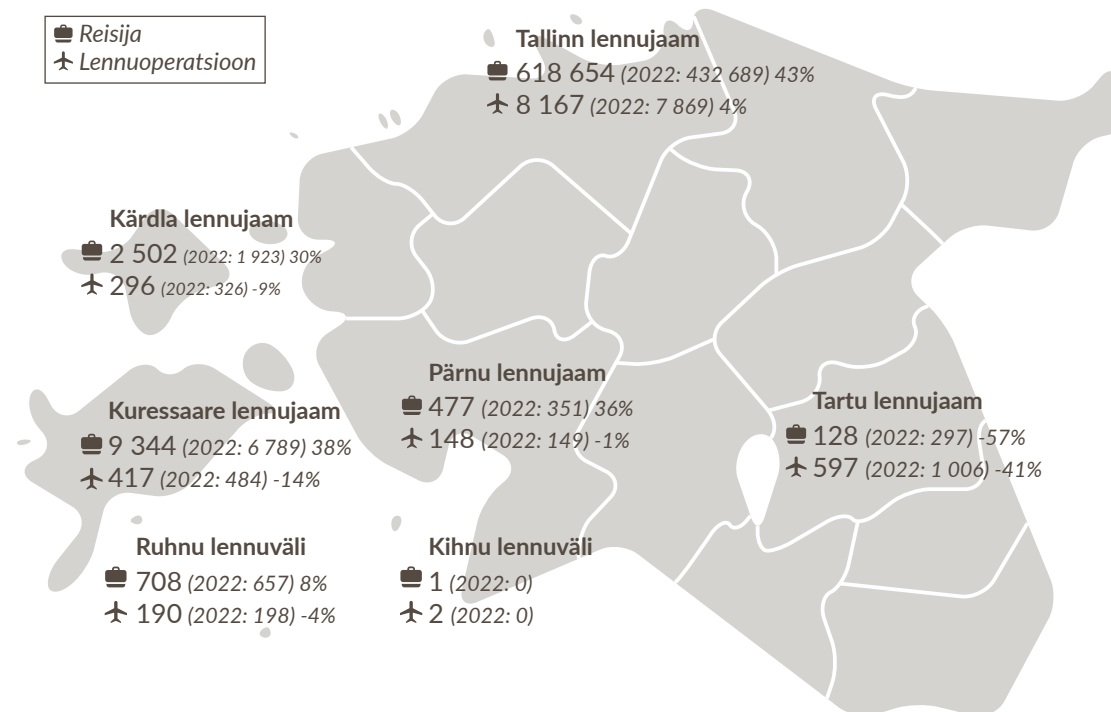 Reisija
Lennuoperatsioon
Tallinn lennujaam
618 654 (2022: 432 689) 43%
8 167 (2022: 7 869) 4%
Kärdla lennujaam
2 502 (2022: 1 923) 30%
296 (2022: 326) -9%
Pärnu lennujaam
477 (2022: 351) 36%
148 (2022: 149) -1%
Kuressaare lennujaam
9 344 (2022: 6 789) 38%
417 (2022: 484) -14%
Tartu lennujaam
128 (2022: 297) -57%
597 (2022: 1 006) -41%
Ruhnu lennuväli
708 (2022: 657) 8%
190 (2022: 198) -4%
Kihnu lennuväli
1 (2022: 0)
2 (2022: 0)